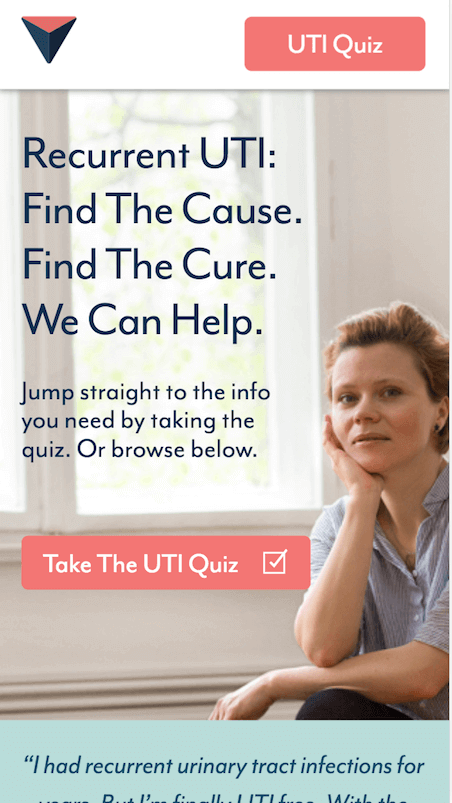 UTI Quiz
Recurrent UTI:
Find The Cause.
Find The Cure.
We Can Help.
Jump straight to the info
you need by taking the
quiz. Or browse below.
Take The UTI Quiz
“I had recurrent urinary tract infections for
years. But I’m finally UTI free. With the